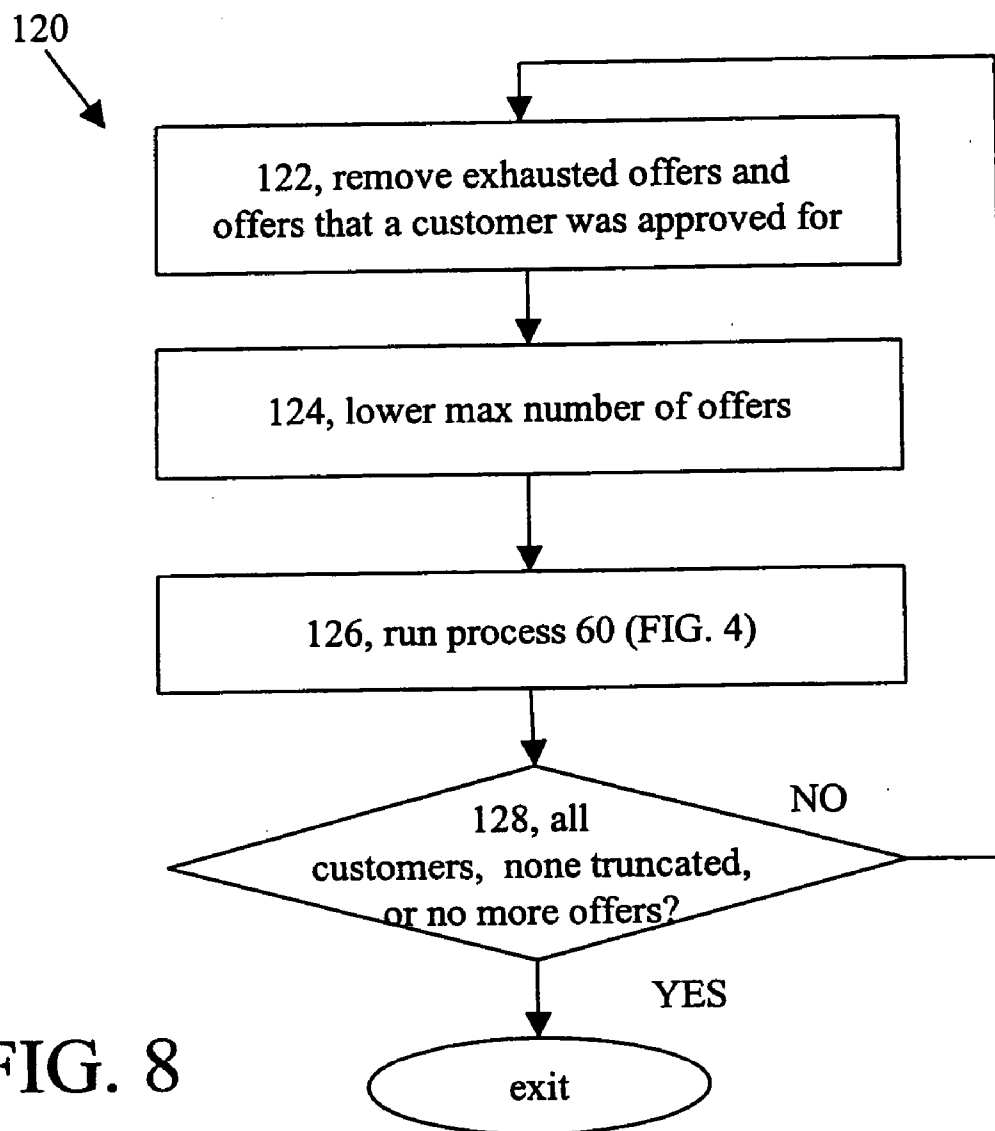 120
122, remove exhausted offers and
offers that a customer was approved for
124, lower max number of offers
126, run process 60 (FIG. 4)
128, all
customers, none truncated,
or no more offers?
NO
YES
exit
FIG. 8